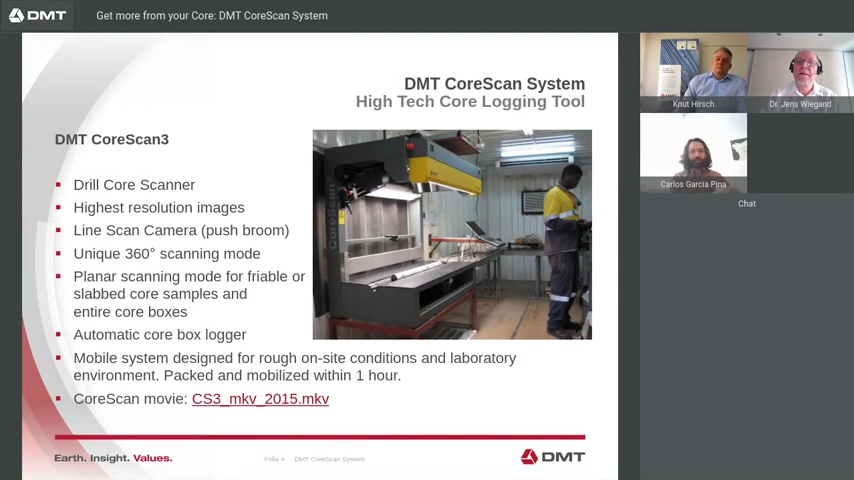 DMT
Get more from your Core: DMT CoreScan System
DMT CoreScan System
High Tech Core Logging Tool
DMT CoreScan3
Drill Core Scanner
Highest resolution images
Line Scan Camera (push broom)
Unique 360° scanning mode
Planar scanning mode for friable or
slabbed core samples and
entire core boxes
Automatic core box logger
Mobile system designed for rough on-site conditions and laboratory
environment. Packed and mobilized within 1 hour.
CoreScan movie: CS3_mkv_2015.mkv
CoreScan
Earth. Insight. Values.
Folie 4 DMT CoreScan System
DMT
Knut Hirsch
Dr. Jens Wiegand
Carlos Garcia Pina
Chat